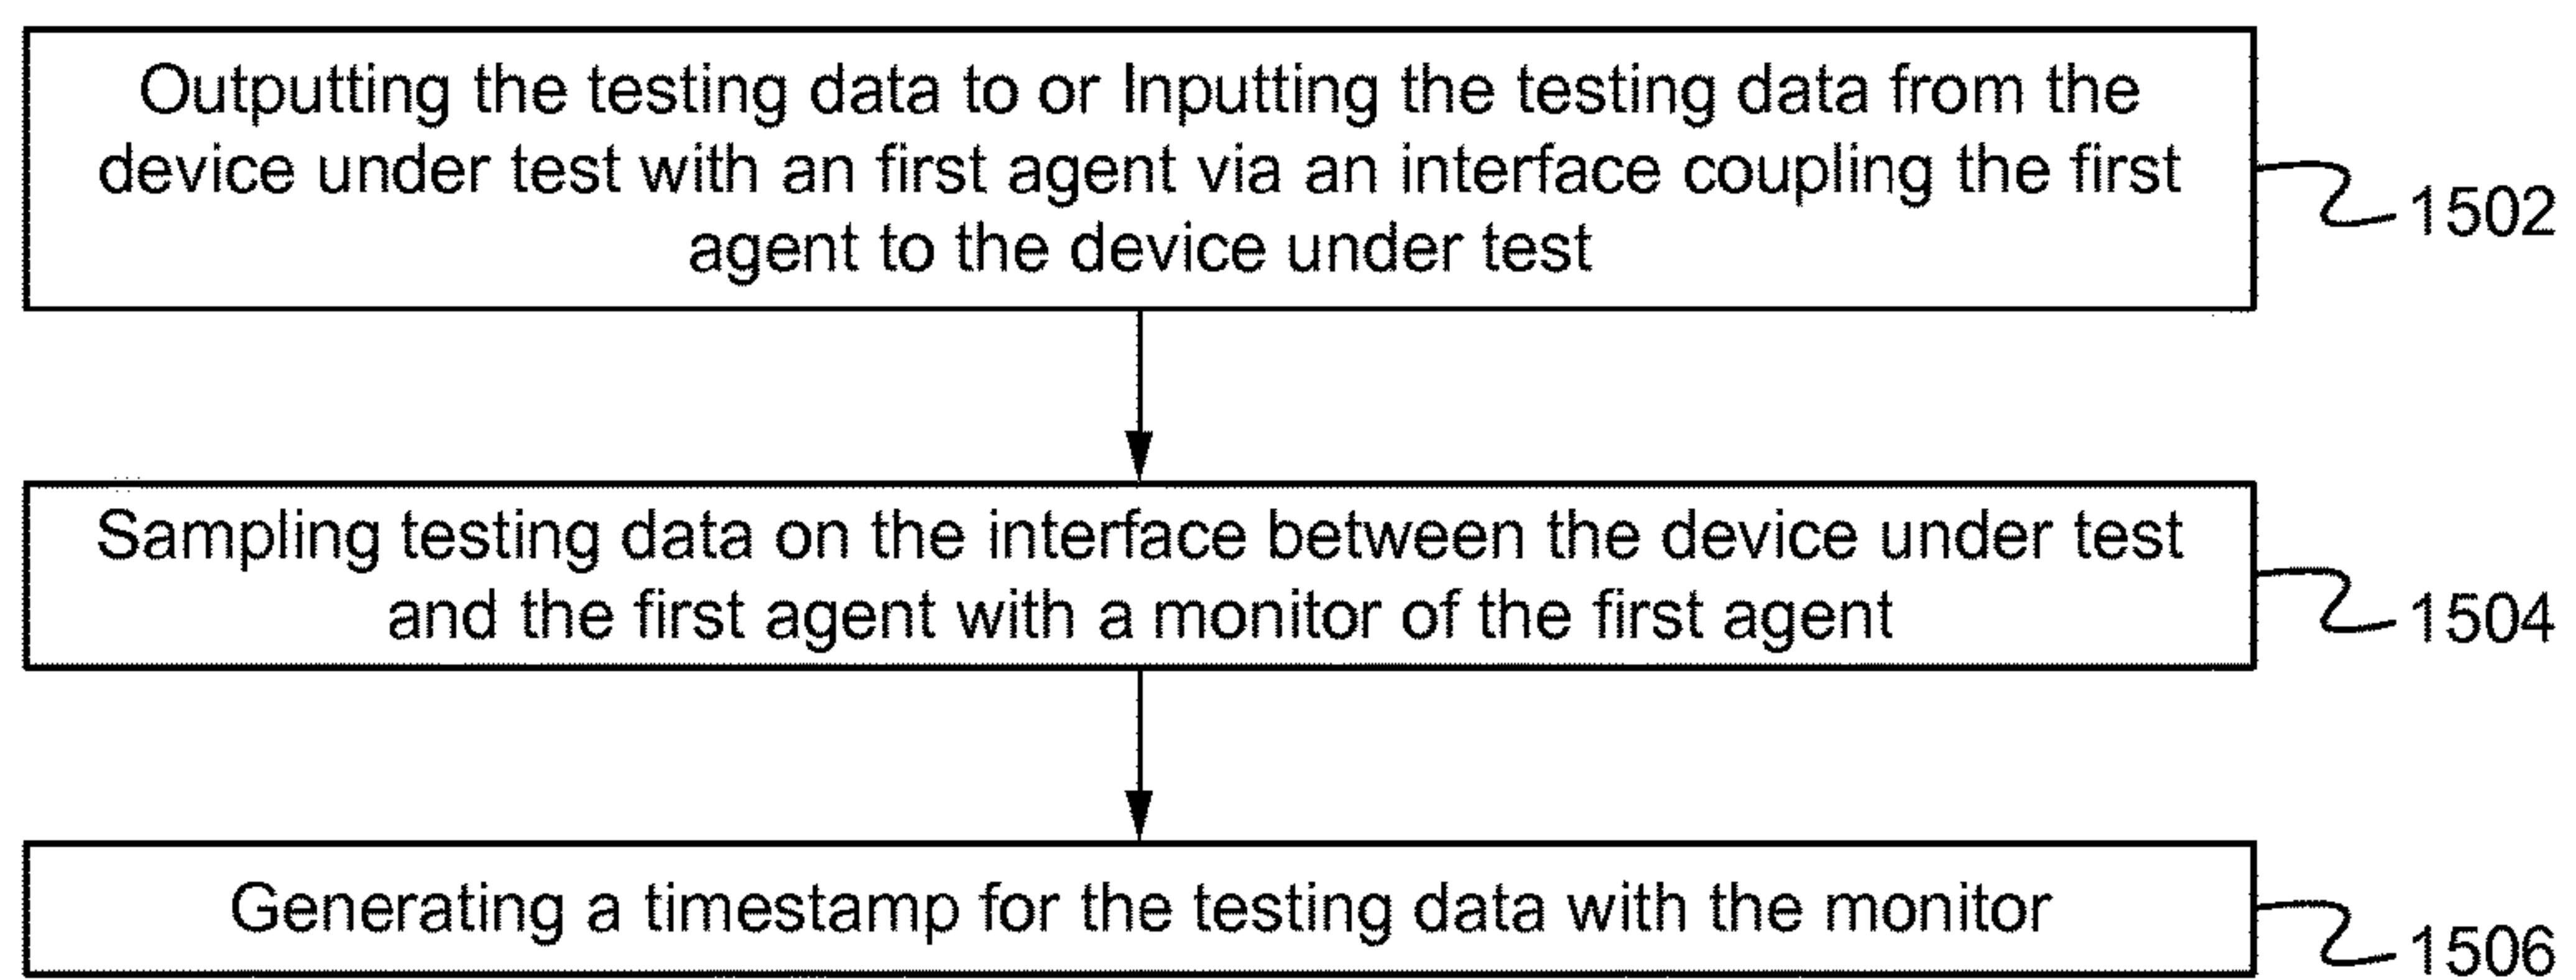 Outputting the testing data to or Inputting the testing data from the
device under test with an first agent via an interface coupling the first
agent to the device under test
1502
Sampling testing data on the interface between the device under test
and the first agent with a monitor of the first agent
1504
Generating a timestamp for the testing data with the monitor
1506